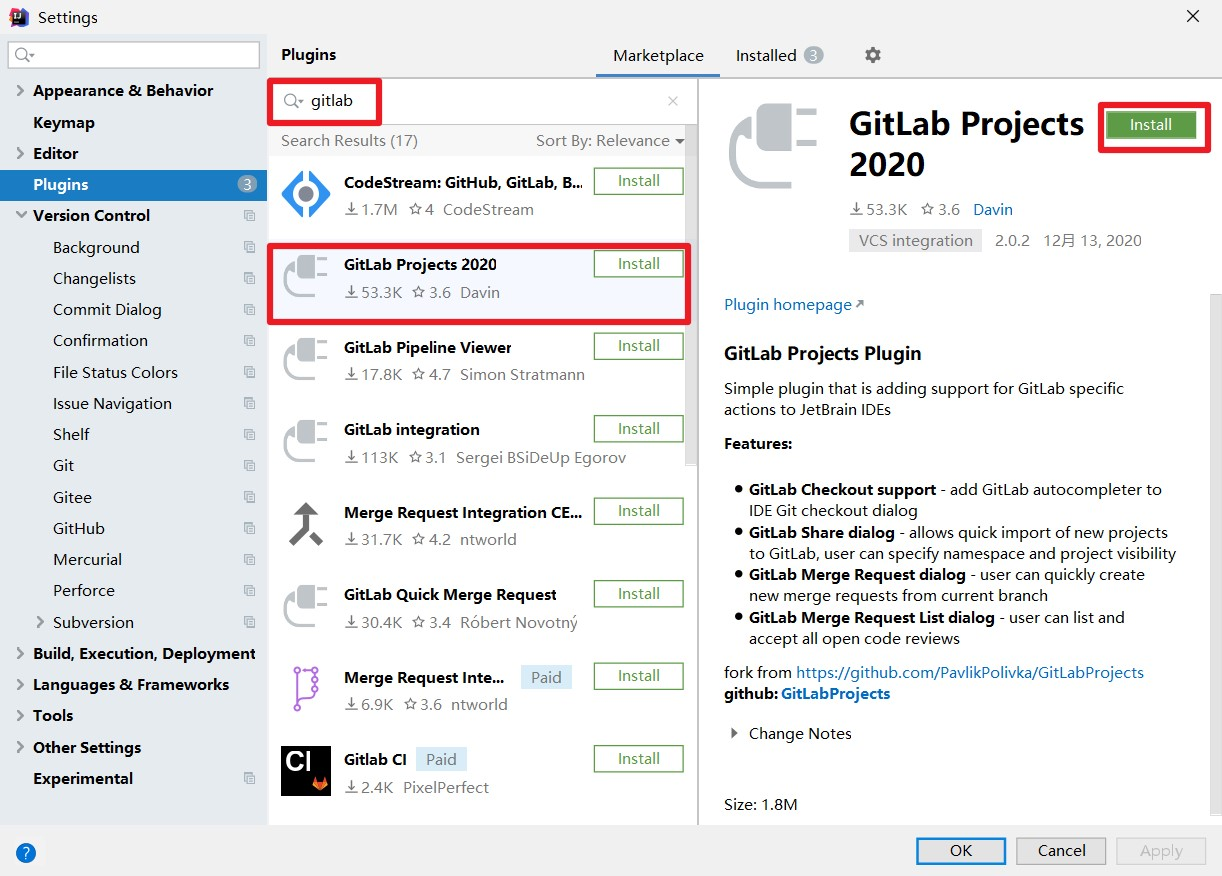 Settings
Appearance & Behavior
Keymap
Editor
Plugins
3
Version Control
Background
Changelists
Commit Dialog
Confirmation
File Status Colors
Issue Navigation
Shelf
Git
Gitee
GitHub
Mercurial
Perforce
Subversion
Build, Execution, Deployment
Languages & Frameworks
Tools
Other Settings
Experimental
Plugins
Marketplace
Installed 3
gitlab
Search Results (17)
Sort By: Relevance
CodeStream: GitHub, GitLab, B...
Install
1.7M 4 CodeStream
GitLab Projects 2020
Install
53.3K 3.6 Davin
GitLab Pipeline Viewer
Install
17.8K 4.7 Simon Stratmann
GitLab integration
Install
113K 3.1 Sergei BSiDeUp Egorov
Merge Request Integration CE...
Install
31.7K 4.2 ntworld
GitLab Quick Merge Request
Install
30.4K 3.4 Róbert Novotný
Merge Request Inte...
Paid
Install
6.9K 3.6 ntworld
CI
Gitlab CI
Paid
Install
2.4K PixelPerfect
GitLab Projects
2020
Install
53.3K 3.6 Davin
VCS integration 2.0.2 12月 13, 2020
Plugin homepage
GitLab Projects Plugin
Simple plugin that is adding support for GitLab specific
actions to JetBrain IDEs
Features:
GitLab Checkout support - add GitLab autocompleter to
IDE Git checkout dialog
GitLab Share dialog - allows quick import of new projects
to GitLab, user can specify namespace and project visibility
GitLab Merge Request dialog - user can quickly create
new merge requests from current branch
GitLab Merge Request List dialog - user can list and
accept all open code reviews
fork from https://github.com/PavlikPolivka/GitLabProjects
github: GitLabProjects
Change Notes
Size: 1.8M
?
OK
Cancel
Apply